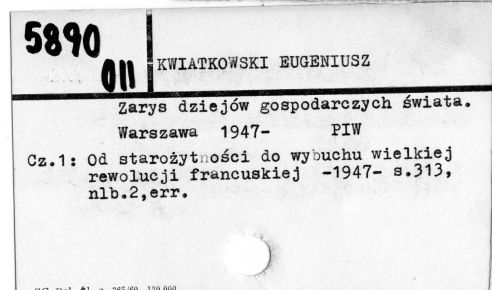 5890
011
KWIATKOWSKI EUGENIUSZ
Zarys dziejów gospodarczych świata.
Warszawa 1947- PIW
Cz.1: Od starożytności do wybuchu wielkiej
rewolucji francuskiej -1947- s.313,
nlb.2,err.